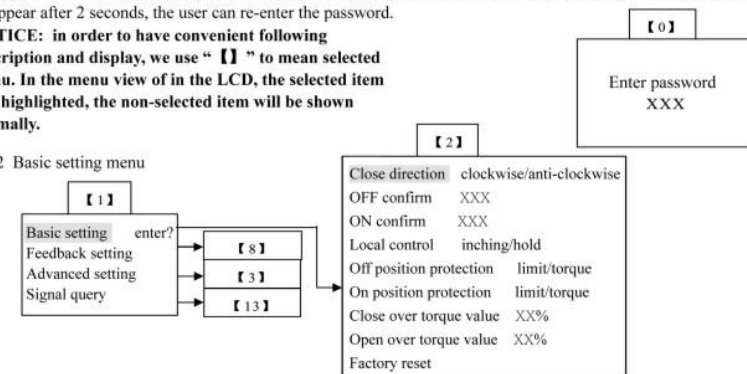 ppear after 2 seconds, the user can re-enter the password.
TICE: in order to have convenient following
cription and display, we use “ 【】 ” to mean selected
u. In the menu view of in the LCD, the selected item
highlighted, the non-selected item will be shown
mally.
【0】
Enter password
XXX
2 Basic setting menu
【1】
Basic setting enter?
Feedback setting
Advanced setting
Signal query
【8】
【3】
【13】
【2】
Close direction clockwise/anti-clockwise
OFF confirm XXX
ON confirm XXX
Local control inching/hold
Off position protection limit/torque
On position protection limit/torque
Close over torque value XX%
Open over torque value XX%
Factory reset